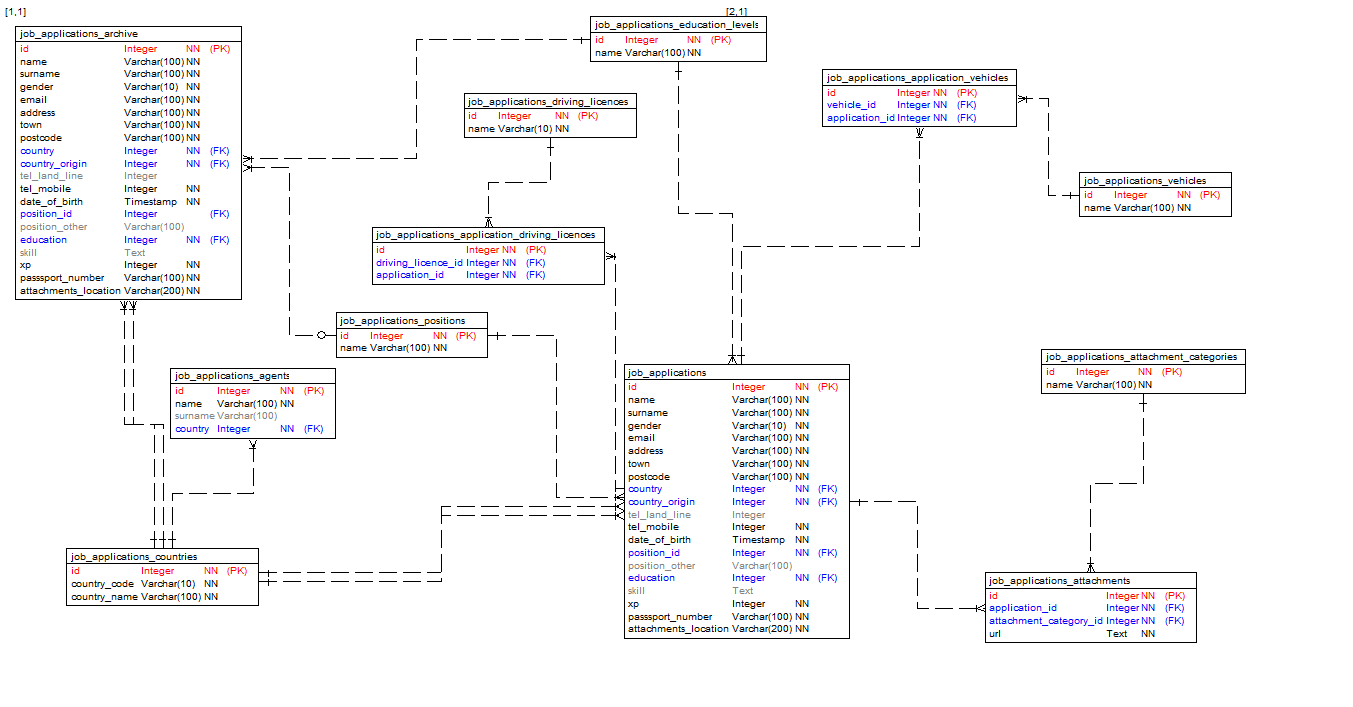 [1,1]
[2,1]
job_applications_archive
id Integer NN (PK)
name Varchar(100) NN
surname Varchar(100) NN
gender Varchar(10) NN
email Varchar(100) NN
address Varchar(100) NN
town Varchar(100) NN
postcode Varchar(100) NN
country Integer NN (FK)
country_origin Integer NN (FK)
tel_land_line Integer
tel_mobile Integer NN
date_of_birth Timestamp NN
position_id Integer (FK)
position_other Varchar(100)
education Integer NN (FK)
skill Text
xp Integer NN
passsport_number Varchar(100) NN
attachments_location Varchar(200) NN
job_applications_education_levels
id Integer NN (PK)
name Varchar(100) NN
job_applications_driving_licences
id Integer NN (PK)
name Varchar(10) NN
job_applications_application_vehicles
id Integer NN (PK)
vehicle_id Integer NN (FK)
application_id Integer NN (FK)
job_applications_vehicles
id Integer NN (PK)
name Varchar(100) NN
job_applications_application_driving_licences
id Integer NN (PK)
driving_licence_id Integer NN (FK)
application_id Integer NN (FK)
job_applications_positions
id Integer NN (PK)
name Varchar(100) NN
job_applications_agents
id Integer NN (PK)
name Varchar(100) NN
surname Varchar(100)
country Integer NN (FK)
job_applications
id Integer NN (PK)
name Varchar(100) NN
surname Varchar(100) NN
gender Varchar(10) NN
email Varchar(100) NN
address Varchar(100) NN
town Varchar(100) NN
postcode Varchar(100) NN
country Integer NN (FK)
country_origin Integer NN (FK)
tel_land_line Integer
tel_mobile Integer NN
date_of_birth Timestamp NN
position_id Integer NN (FK)
position_other Varchar(100)
education Integer NN (FK)
skill Text
xp Integer NN
passsport_number Varchar(100) NN
attachments_location Varchar(200) NN
job_applications_attachment_categories
id Integer NN (PK)
name Varchar(100) NN
job_applications_countries
id Integer NN (PK)
country_code Varchar(10) NN
country_name Varchar(100) NN
job_applications_attachments
id Integer NN (PK)
application_id Integer NN (FK)
attachment_category_id Integer NN (FK)
url Text NN